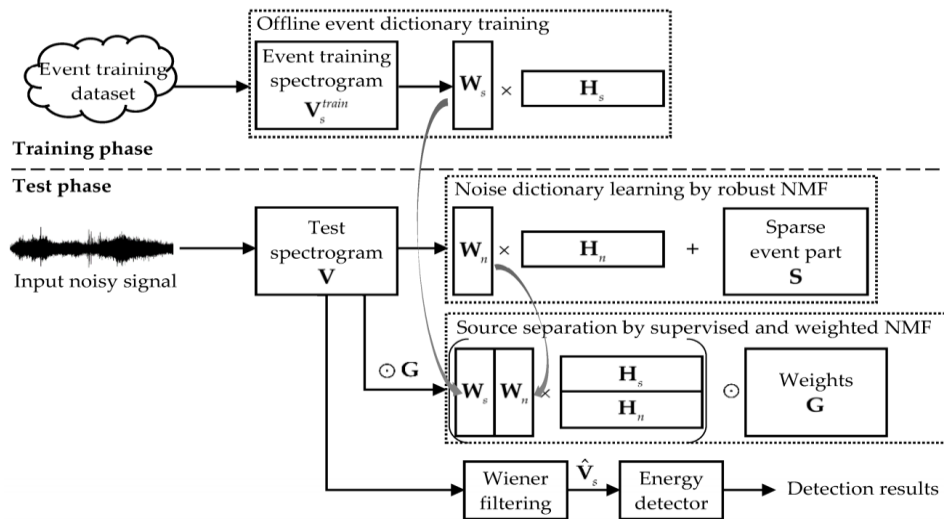 Offline event dictionary training
Event training
dataset
Event training
spectrogram
V_s^{train}
W_s × H_s
Training phase
Test phase
Noise dictionary learning by robust NMF
Input noisy signal
Test
spectrogram
V
W_n × H_n +
Sparse
event part
S
Source separation by supervised and weighted NMF
⊙ G
W_s W_n ×
H_s
H_n
⊙
Weights
G
Wiener
filtering
V̂_s
Energy
detector
Detection results